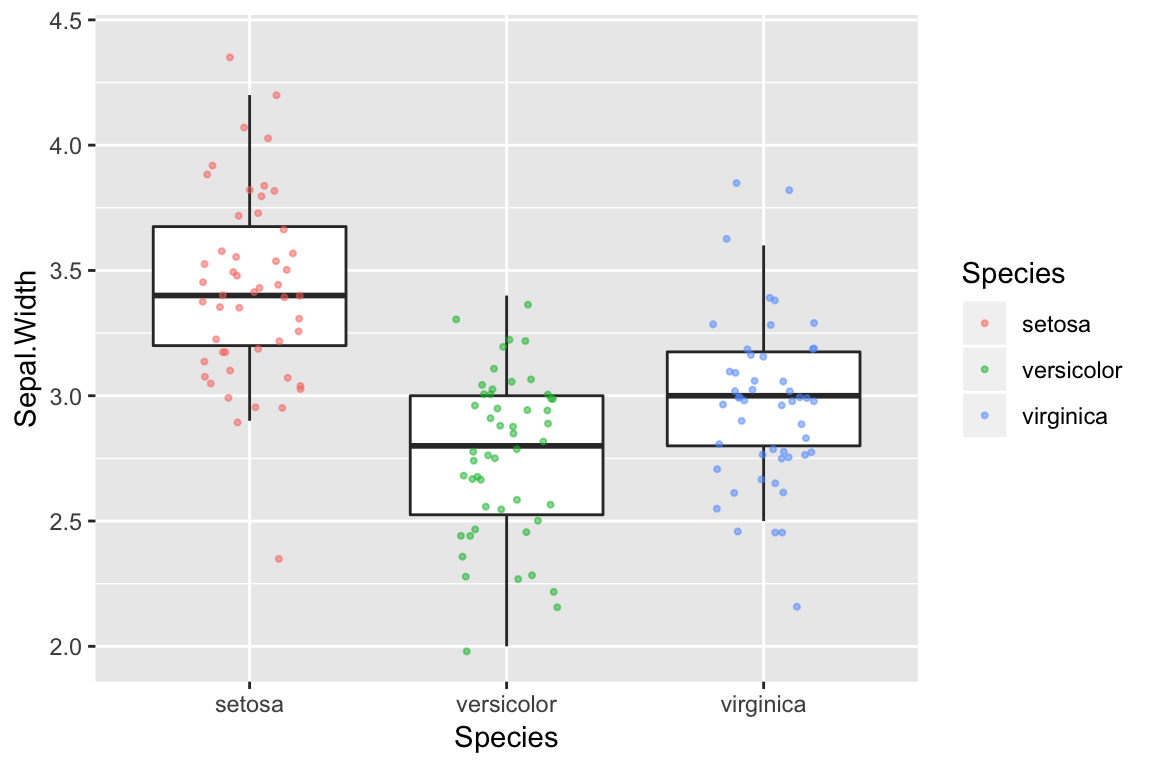 4.5
4.0
3.5
3.0
2.5
2.0
Sepal.Width
setosa
versicolor
virginica
Species
Species
setosa
versicolor
virginica